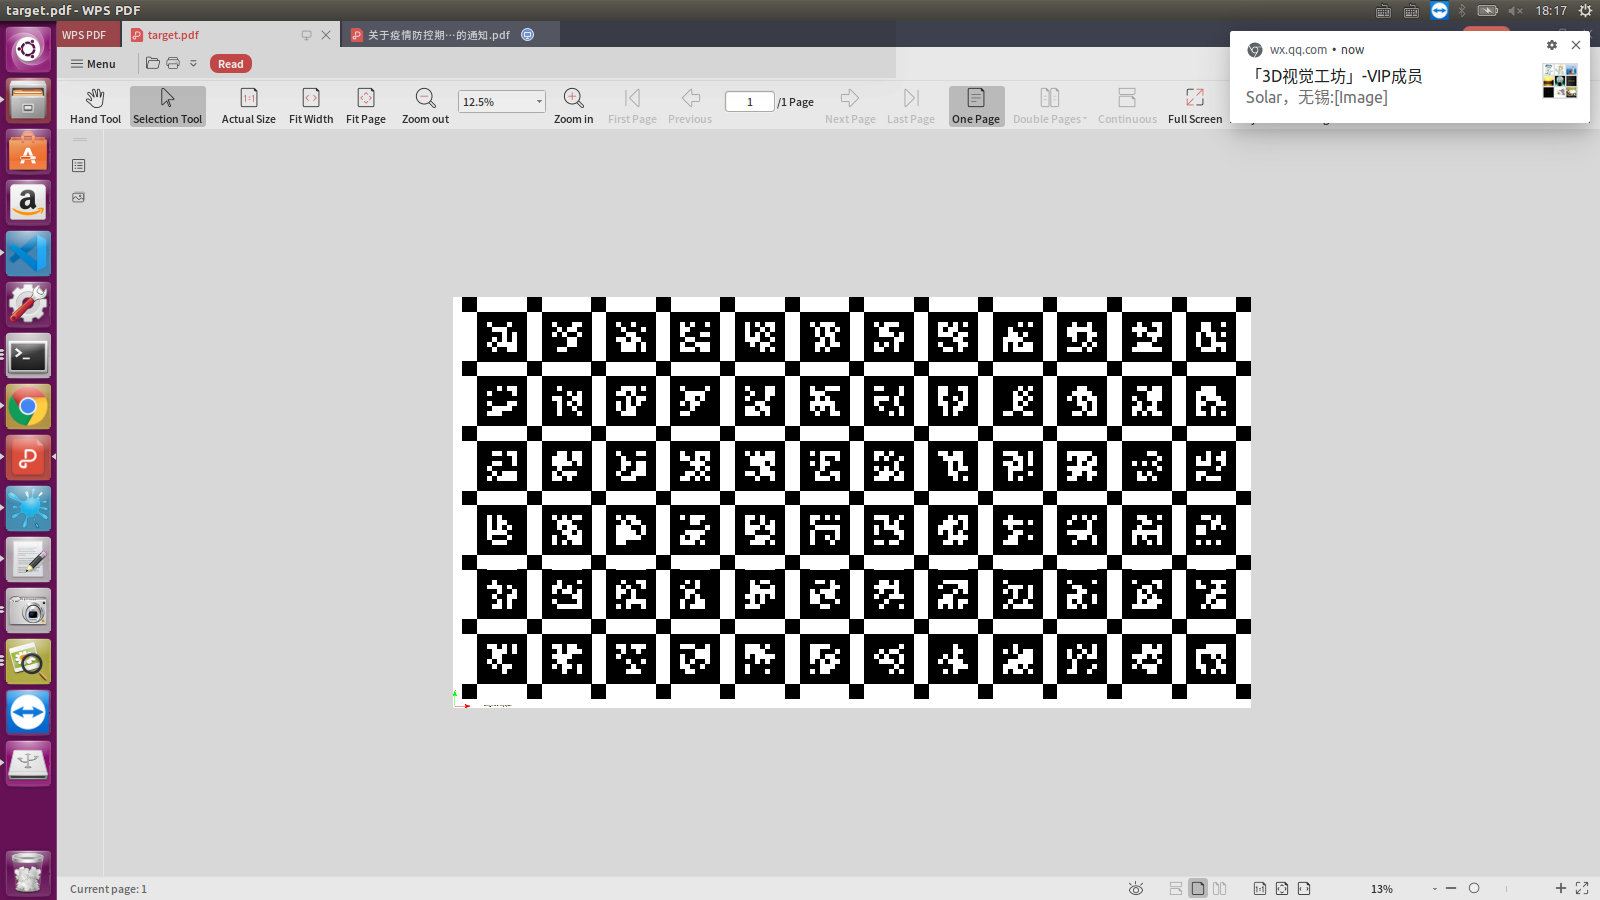 target.pdf - WPS PDF
18:17
WPS PDF
target.pdf
关于疫情防控期···的通知.pdf
Menu
Read
wx.qq.com • now
「3D视觉工坊」-VIP成员
Solar，无锡:[Image]
Hand Tool
Selection Tool
1:1
Actual Size
Fit Width
Fit Page
Zoom out
12.5%
Zoom in
First Page
Previous
1
/1 Page
Next Page
Last Page
One Page
Double Pages
Continuous
Full Screen
Current page: 1
1:1
13%